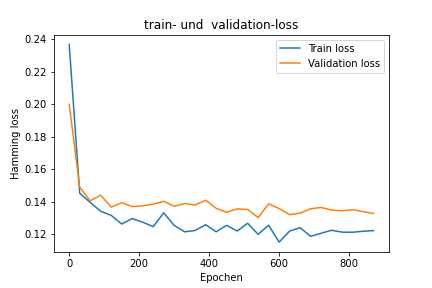 train- und  validation-loss
Train loss
Validation loss
Hamming loss
0.24
0.22
0.20
0.18
0.16
0.14
0.12
0 200 400 600 800
Epochen